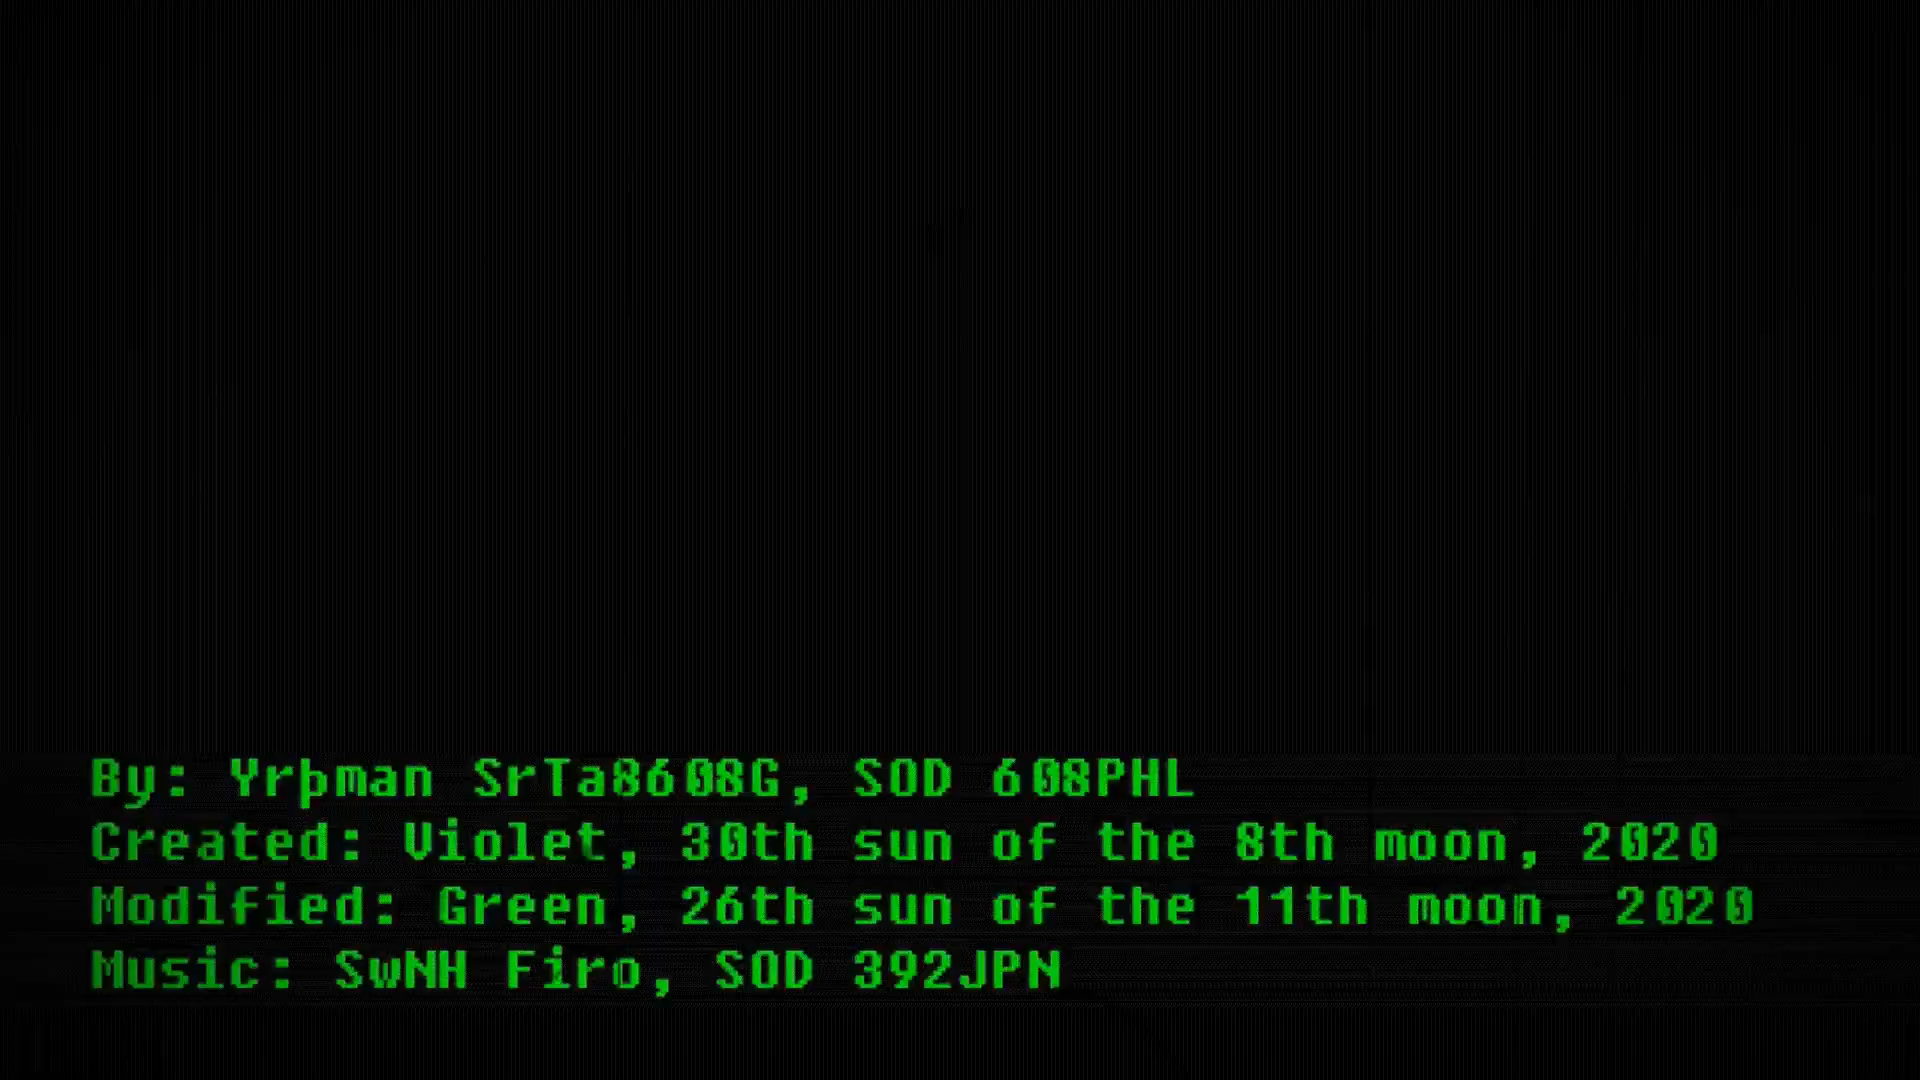 By: Yrþman SrTa8608G, SOD 608PHL
Created: Violet, 30th sun of the 8th moon, 2020
Modified: Green, 26th sun of the 11th moon, 2020
Music: SwNH Firo, SOD 392JPN